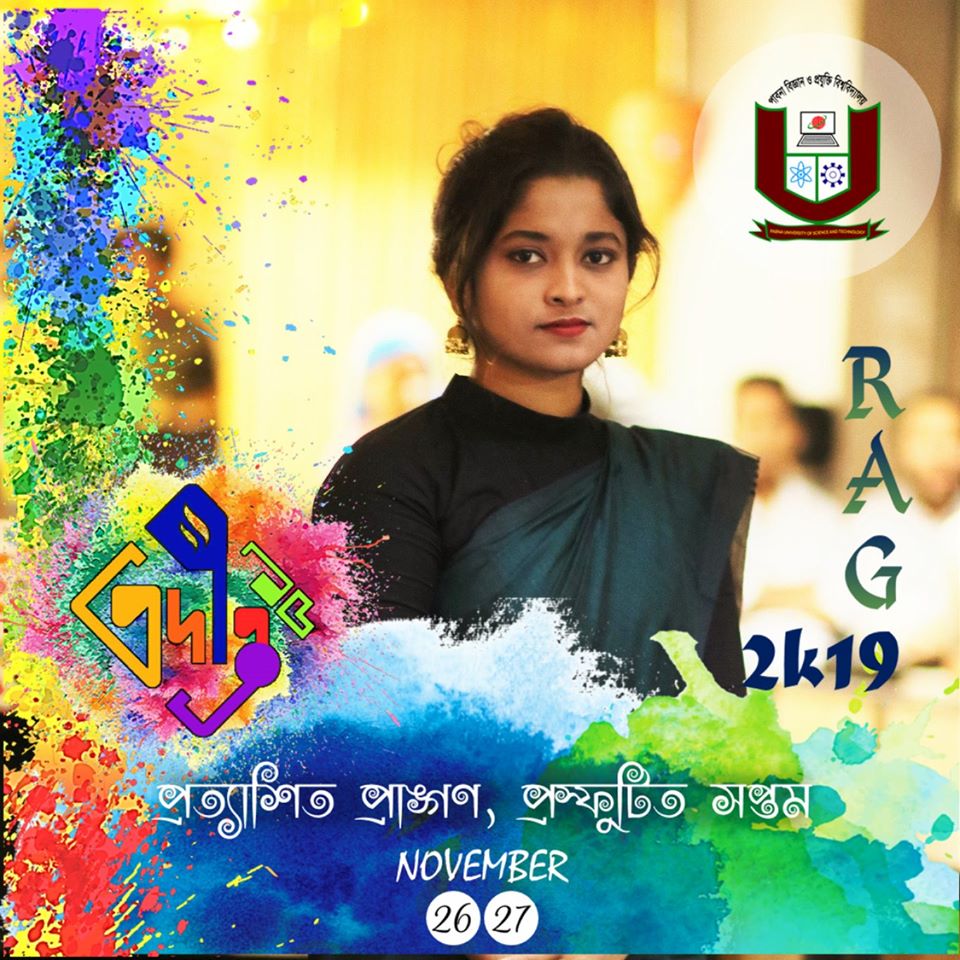 পাবনা বিজ্ঞান ও প্রযুক্তি বিশ্ববিদ্যালয়
PABNA UNIVERSITY OF SCIENCE AND TECHNOLOGY
RAG
2k19
প্রত্যাশিত প্রাঙ্গণ, প্রস্ফুটিত সপ্তম
NOVEMBER
26 27